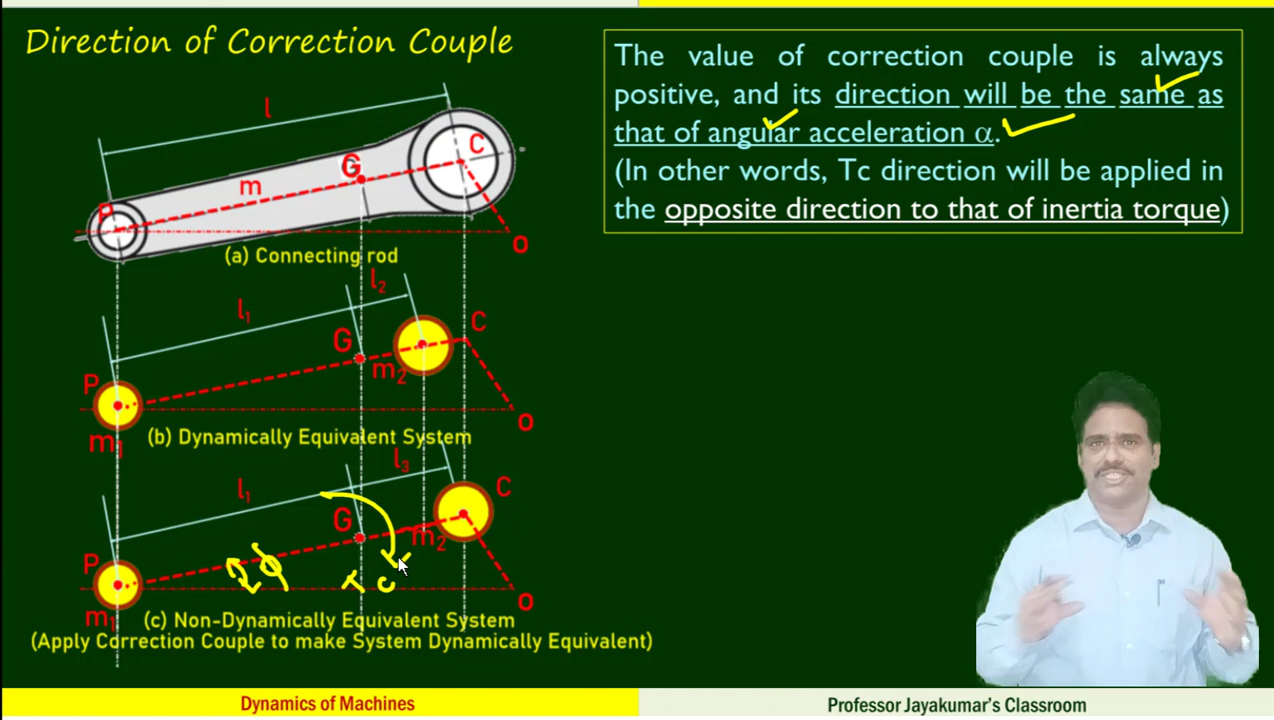 Direction of Correction Couple
The value of correction couple is always
positive, and its direction will be the same as
that of angular acceleration α.
(In other words, Tc direction will be applied in
the opposite direction to that of inertia torque)
l
C
G
m
P
O
(a) Connecting rod
l2
l1
C
G
m2
P
O
m1
(b) Dynamically Equivalent System
l3
l1
C
G
m2
P
Tc
O
m1
(c) Non-Dynamically Equivalent System
(Apply Correction Couple to make System Dynamically Equivalent)
Dynamics of Machines
Professor Jayakumar's Classroom